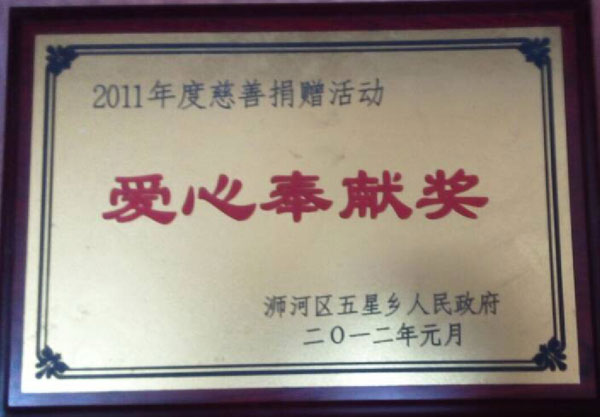 2011年度慈善捐赠活动
爱心奉献奖
浉河区五星乡人民政府
二〇一二年元月